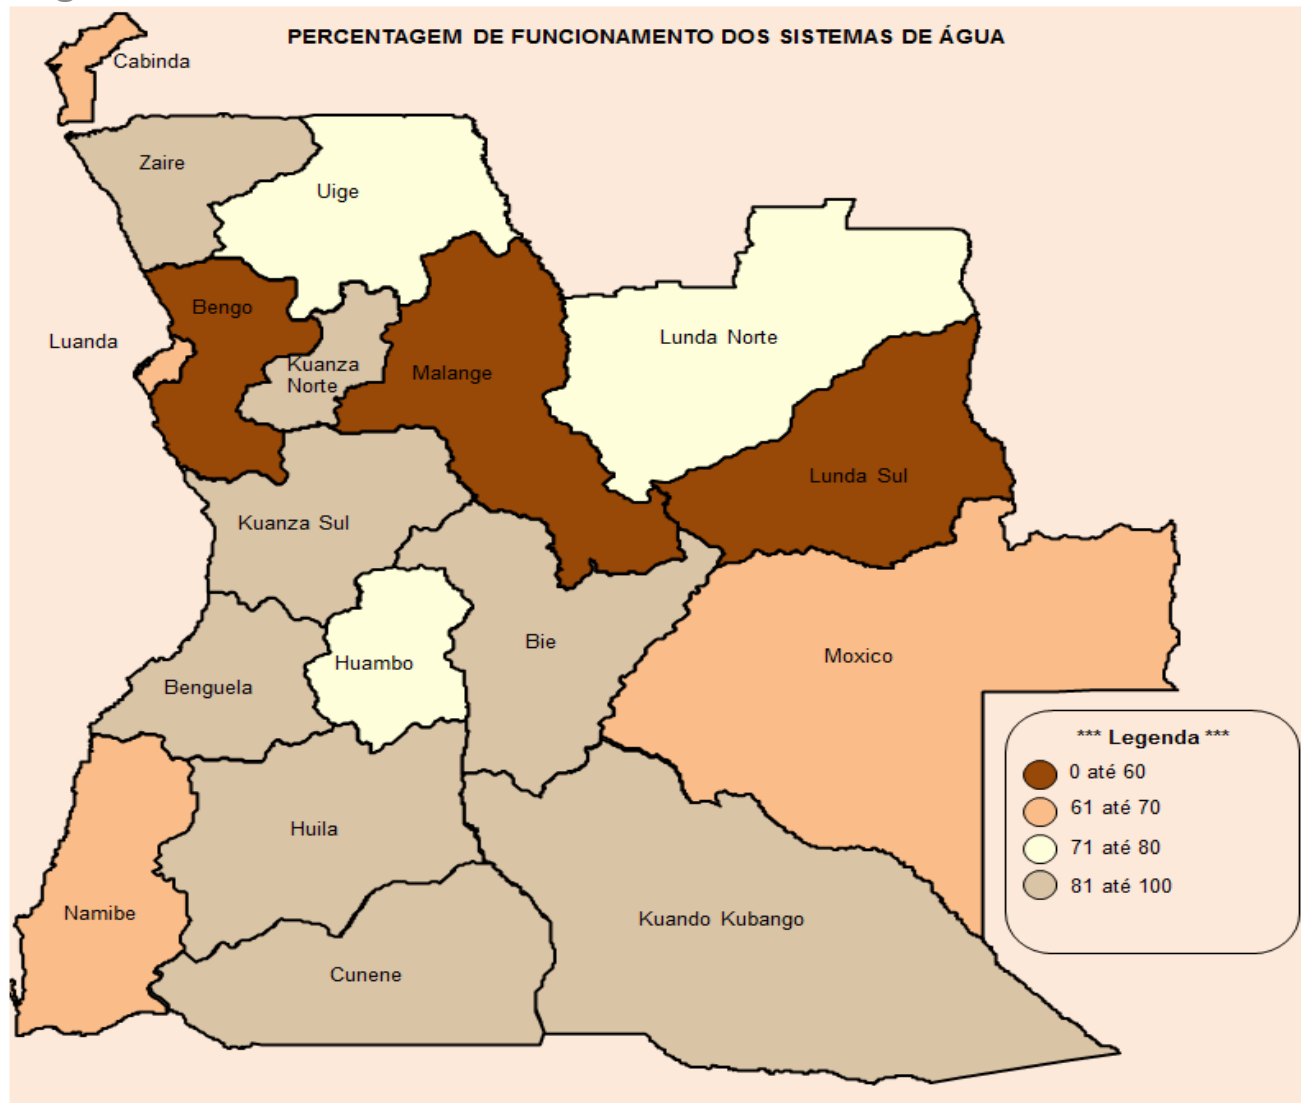 PERCENTAGEM DE FUNCIONAMENTO DOS SISTEMAS DE ÁGUA
Cabinda
Zaire
Uige
Bengo
Luanda
Lunda Norte
Kuanza
Norte
Malange
Lunda Sul
Kuanza Sul
Bie
Moxico
Huambo
Benguela
*** Legenda ***
0 até 60
61 até 70
71 até 80
81 até 100
Huila
Namibe
Kuando Kubango
Cunene